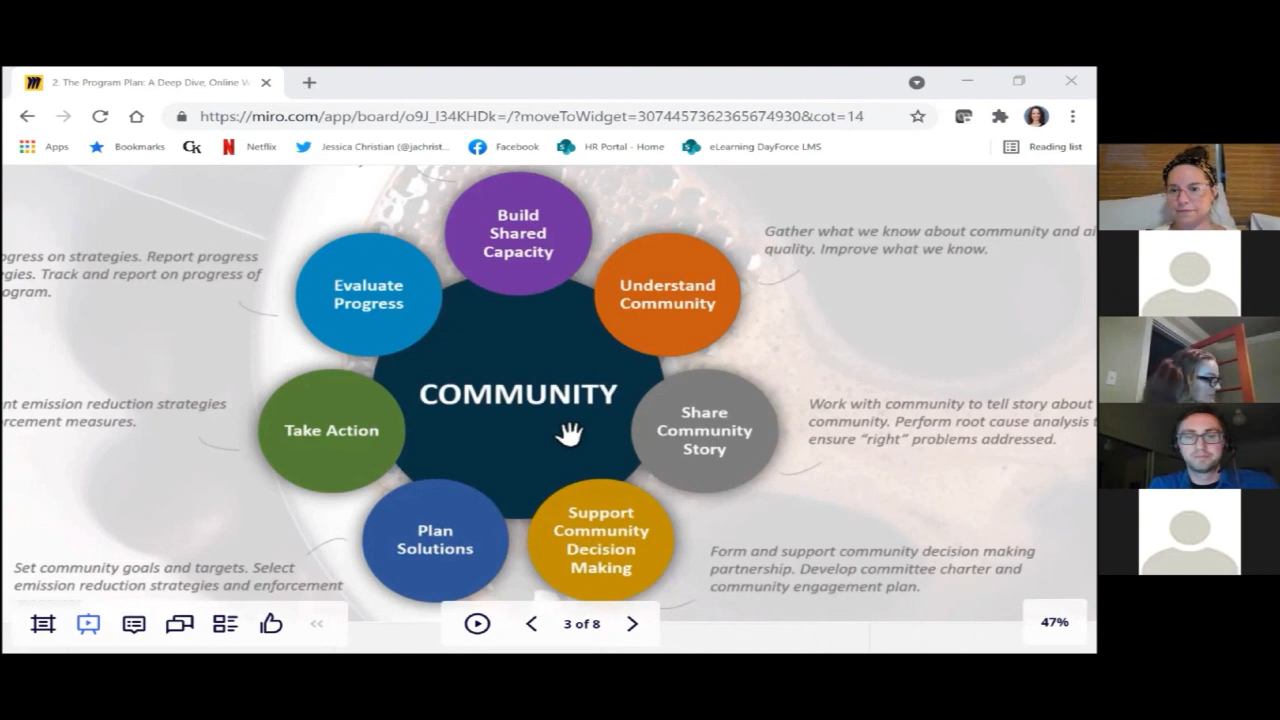 2. The Program Plan: A Deep Dive, Online W
https://miro.com/app/board/o9J_l34KHDk=/?moveToWidget=3074457362365674930&cot=14
Apps
Bookmarks
GK
Netflix
Jessica Christian (@jachrist...
Facebook
HR Portal - Home
eLearning DayForce LMS
Reading list
Build
Shared
Capacity
Understand
Community
Gather what we know about community and ai
quality. Improve what we know.
Share
Community
Story
Work with community to tell story about
community. Perform root cause analysis t
ensure “right” problems addressed.
Support
Community
Decision
Making
Form and support community decision making
partnership. Develop committee charter and
community engagement plan.
Plan
Solutions
Set community goals and targets. Select
emission reduction strategies and enforcement
Take Action
nt emission reduction strategies
rcement measures.
Evaluate
Progress
ogress on strategies. Report progress
egies. Track and report on progress of
ogram.
COMMUNITY
3 of 8
47%